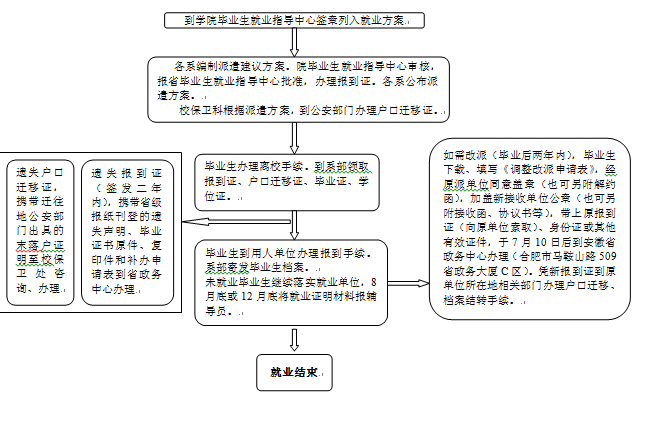 到学院毕业生就业指导中心签章列入就业方案
各系编制派遣建议方案。院毕业生就业指导中心审核，
报省毕业生就业指导中心批准，办理报到证。各系公布派
遣方案。
校保卫科根据派遣方案，到公安部门办理户口迁移证。
毕业生办理离校手续。到系部领取
报到证、户口迁移证、毕业证、学
位证。
遗失户口
迁移证，
携带迁往
地公安部
门出具的
末落户证
明至校保
卫处咨
询、办理
遗失报到证
（签发二年
内），携带省级
报纸刊登的遗
失声明、毕业
证书原件、复
印件和补办申
请表到省政务
中心办理
毕业生到用人单位办理报到手续。
系部寄发毕业生档案。
未就业毕业生继续落实就业单位，8
月底或 12 月底将就业证明材料报辅
导员。
如需改派（毕业后两年内），毕业生
下载、填写《调整改派申请表》，经
原派单位同意盖章（也可另附解约
函），加盖新接收单位公章（也可另
附接收函、协议书等），带上原报到
证（向原单位索取）、身份证或其他
有效证件，于 7 月 10 日后到安徽省
政务中心办理（合肥市马鞍山路 509
省政务大厦 C 区）。凭新报到证到原
单位所在地相关部门办理户口迁移、
档案结转手续。
就业结束